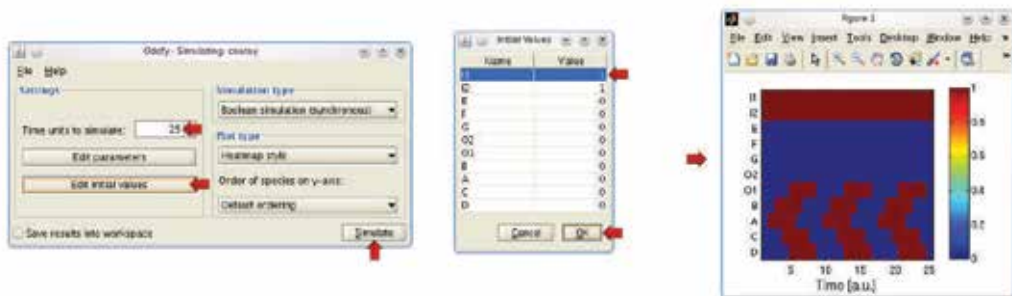 Odefy - Simulating: cnatoy
File Help
Settings
Time units to simulate: 25
Edit parameters
Edit initial values
Save results into workspace
Simulation type
Boolean simulation (synchronous)
Plot type
Heatmap style
Order of species on y-axis:
Default ordering
Simulate
Initial Values
Name Value
I1 1
I2 1
E 0
F 0
G 0
O2 0
O1 0
B 0
A 0
C 0
D 0
Cancel OK
Figure 1
File Edit View Insert Tools Desktop Window Help
I1
I2
E
F
G
O2
O1
B
A
C
D
5 10 15 20 25
Time [a.u.]
1
0.8
0.6
0.4
0.2
0